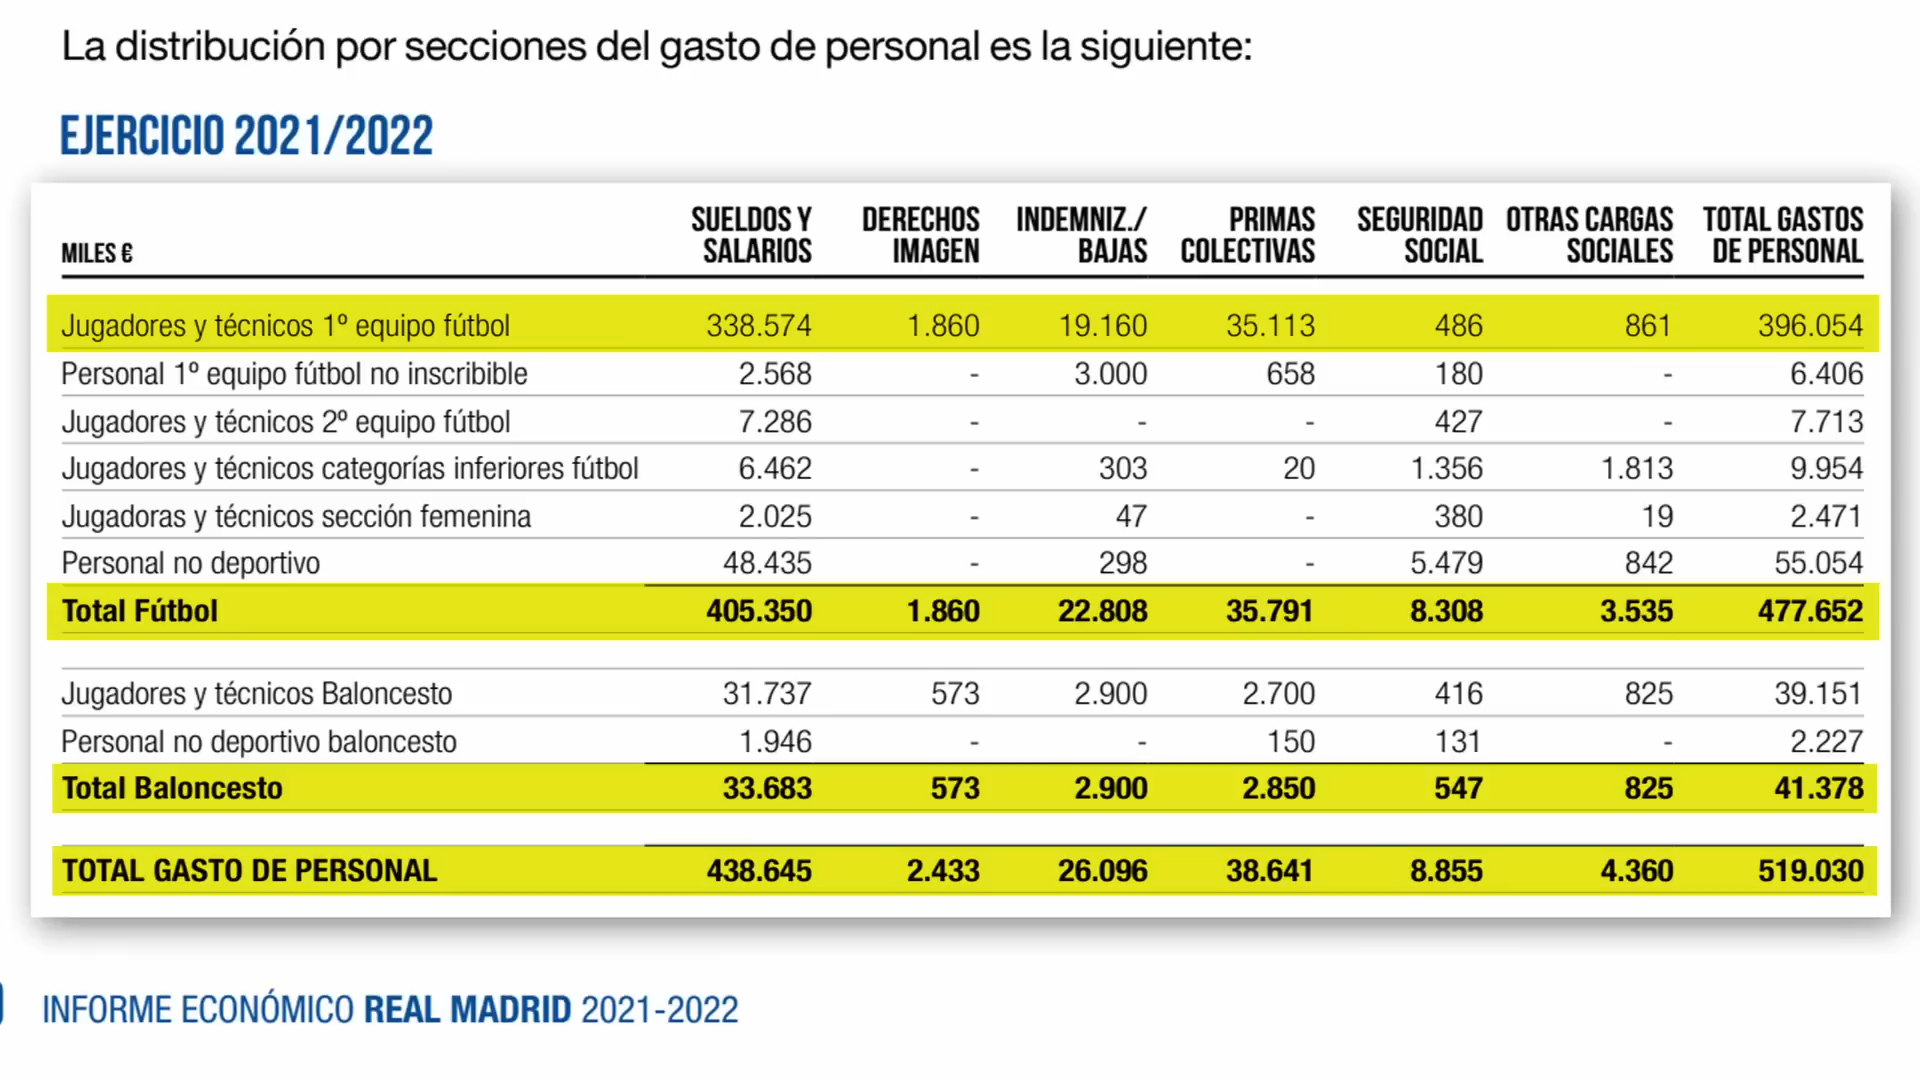 La distribución por secciones del gasto de personal es la siguiente:
EJERCICIO 2021/2022
MILES € SUELDOS Y SALARIOS DERECHOS IMAGEN INDEMNIZ./ BAJAS PRIMAS COLECTIVAS SEGURIDAD SOCIAL OTRAS CARGAS SOCIALES TOTAL GASTOS DE PERSONAL
Jugadores y técnicos 1º equipo fútbol 338.574 1.860 19.160 35.113 486 861 396.054
Personal 1º equipo fútbol no inscribible 2.568 - 3.000 658 180 - 6.406
Jugadores y técnicos 2º equipo fútbol 7.286 - - - 427 - 7.713
Jugadores y técnicos categorías inferiores fútbol 6.462 - 303 20 1.356 1.813 9.954
Jugadoras y técnicos sección femenina 2.025 - 47 - 380 19 2.471
Personal no deportivo 48.435 - 298 - 5.479 842 55.054
Total Fútbol 405.350 1.860 22.808 35.791 8.308 3.535 477.652
Jugadores y técnicos Baloncesto 31.737 573 2.900 2.700 416 825 39.151
Personal no deportivo baloncesto 1.946 - - 150 131 - 2.227
Total Baloncesto 33.683 573 2.900 2.850 547 825 41.378
TOTAL GASTO DE PERSONAL 438.645 2.433 26.096 38.641 8.855 4.360 519.030
INFORME ECONÓMICO REAL MADRID 2021-2022